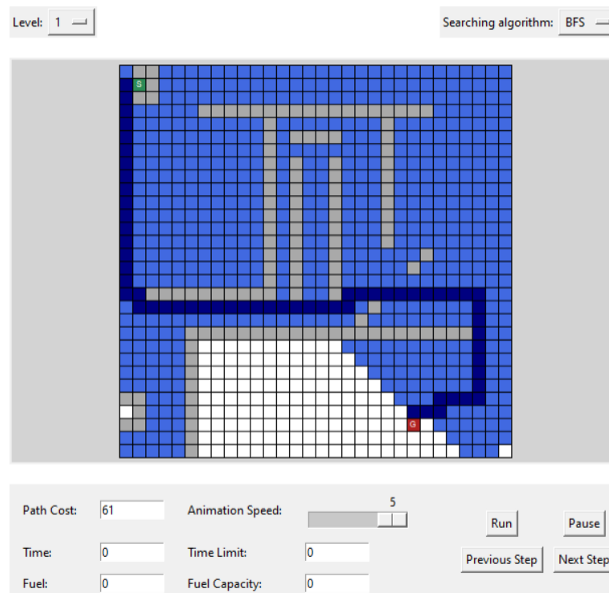 Level: 1 Searching algorithm: BFS
S
G
Path Cost: 61 Animation Speed: 5
Run Pause
Time: 0 Time Limit: 0
Previous Step Next Step
Fuel: 0 Fuel Capacity: 0